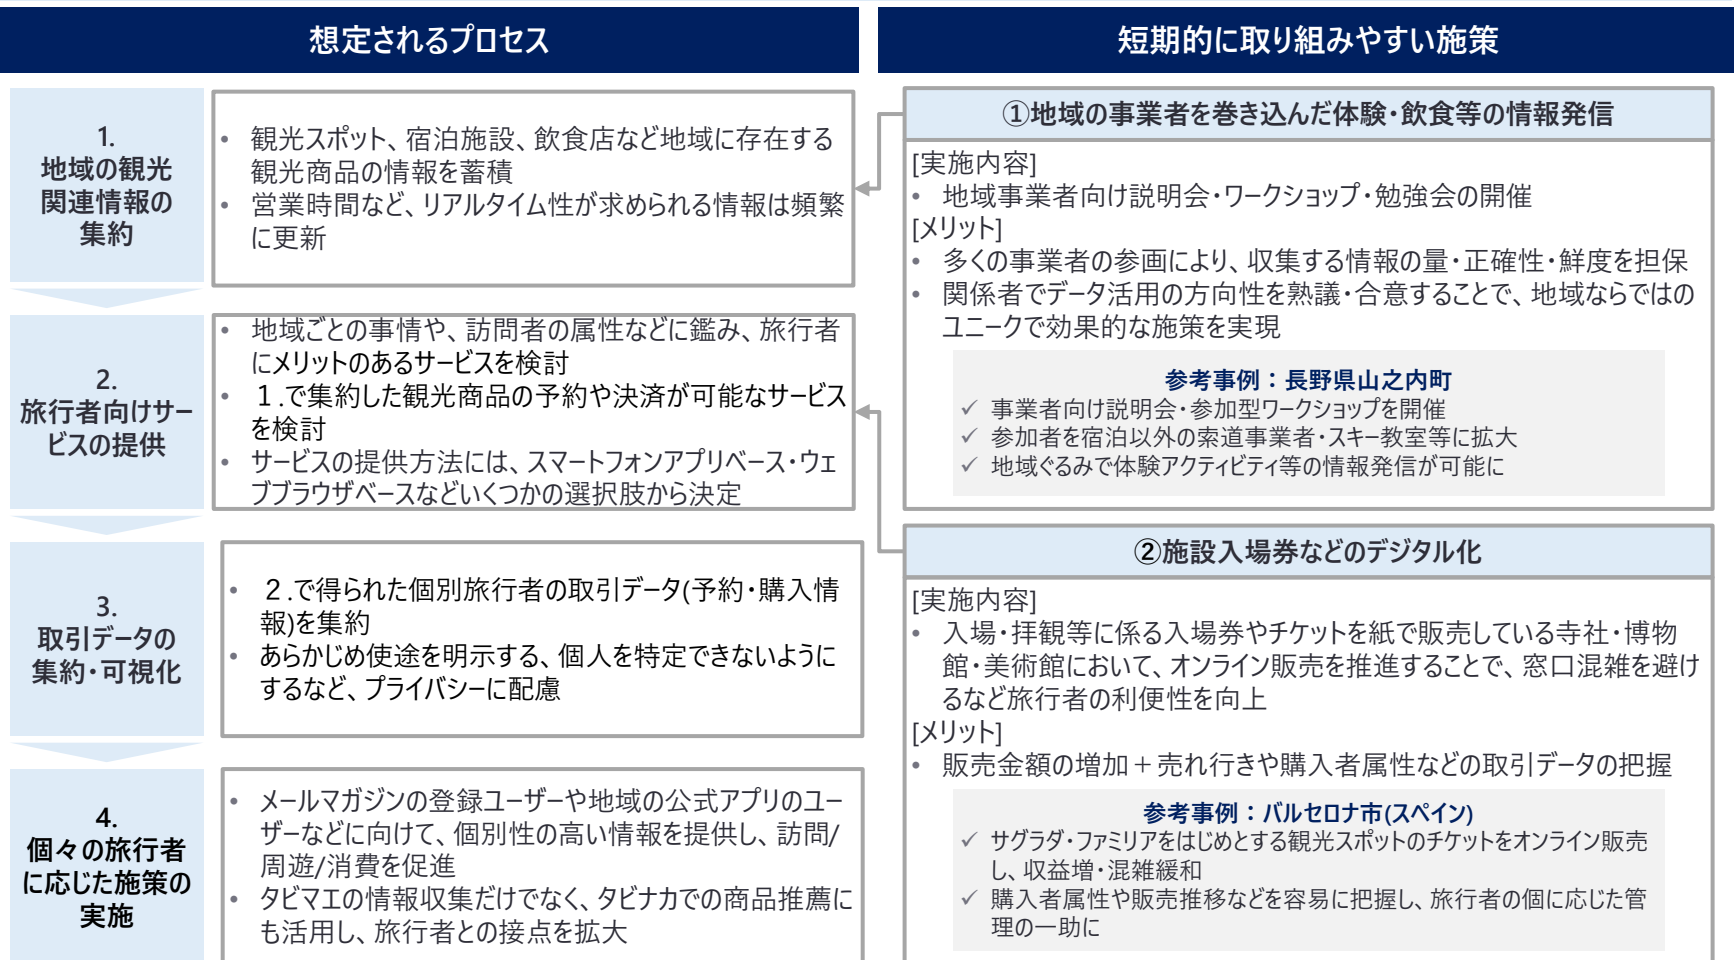 想定されるプロセス
1.
地域の観光
関連情報の
集約
• 観光スポット、宿泊施設、飲食店など地域に存在する
観光商品の情報を蓄積
• 営業時間など、リアルタイム性が求められる情報は頻繁
に更新
2.
旅行者向けサー
ビスの提供
• 地域ごとの事情や、訪問者の属性などに鑑み、旅行者
にメリットのあるサービスを検討
• １.で集約した観光商品の予約や決済が可能なサービス
を検討
• サービスの提供方法には、スマートフォンアプリベース・ウェ
ブブラウザベースなどいくつかの選択肢から決定
3.
取引データの
集約・可視化
• ２.で得られた個別旅行者の取引データ(予約・購入情
報)を集約
• あらかじめ使途を明示する、個人を特定できないように
するなど、プライバシーに配慮
4.
個々の旅行者
に応じた施策の
実施
• メールマガジンの登録ユーザーや地域の公式アプリのユー
ザーなどに向けて、個別性の高い情報を提供し、訪問/
周遊/消費を促進
• タビマエの情報収集だけでなく、タビナカでの商品推薦に
も活用し、旅行者との接点を拡大
短期的に取り組みやすい施策
①地域の事業者を巻き込んだ体験・飲食等の情報発信
[実施内容]
• 地域事業者向け説明会・ワークショップ・勉強会の開催
[メリット]
• 多くの事業者の参画により、収集する情報の量・正確性・鮮度を担保
• 関係者でデータ活用の方向性を熟議・合意することで、地域ならではの
ユニークで効果的な施策を実現
参考事例：長野県山之内町
✓ 事業者向け説明会・参加型ワークショップを開催
✓ 参加者を宿泊以外の索道事業者・スキー教室等に拡大
✓ 地域ぐるみで体験アクティビティ等の情報発信が可能に
②施設入場券などのデジタル化
[実施内容]
• 入場・拝観等に係る入場券やチケットを紙で販売している寺社・博物
館・美術館において、オンライン販売を推進することで、窓口混雑を避け
るなど旅行者の利便性を向上
[メリット]
• 販売金額の増加＋売れ行きや購入者属性などの取引データの把握
参考事例：バルセロナ市(スペイン)
✓ サグラダ・ファミリアをはじめとする観光スポットのチケットをオンライン販売
し、収益増・混雑緩和
✓ 購入者属性や販売推移などを容易に把握し、旅行者の個に応じた管
理の一助に